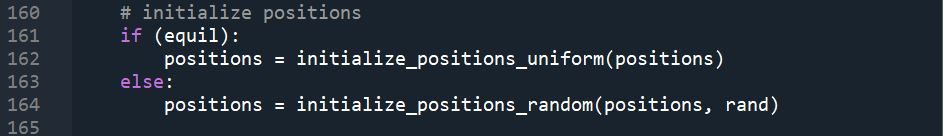 160 # initialize positions
161 if (equil):
162 positions = initialize_positions_uniform(positions)
163 else:
164 positions = initialize_positions_random(positions, rand)
165